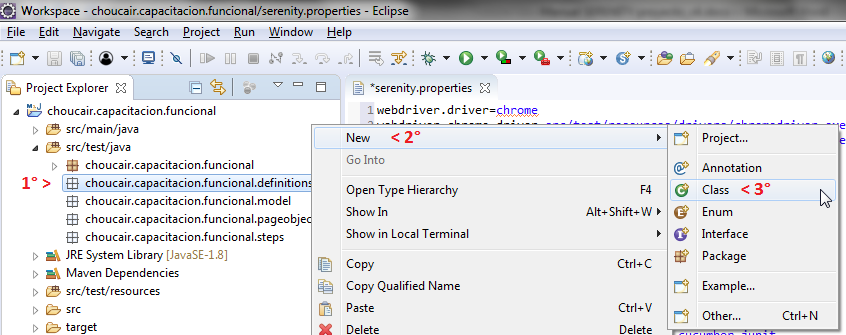 Workspace - choucair.capacitacion.funcional/serenity.properties - Eclipse
File Edit Navigate Search Project Run Window Help
Project Explorer
*serenity.properties
choucair.capacitacion.funcional
1 webdriver.driver=chrome
src/main/java
New < 2°
Project...
src/test/java
Go Into
choucair.capacitacion.funcional
Annotation
1° > choucair.capacitacion.funcional.definitions
Open Type Hierarchy F4
Class < 3°
choucair.capacitacion.funcional.model
Show In Alt+Shift+W
Enum
choucair.capacitacion.funcional.pageobjec
Show in Local Terminal
Interface
choucair.capacitacion.funcional.steps
Package
JRE System Library [JavaSE-1.8]
Copy Ctrl+C
Maven Dependencies
Copy Qualified Name
Example...
src/test/resources
Paste Ctrl+V
src
Other... Ctrl+N
target
Delete Delete